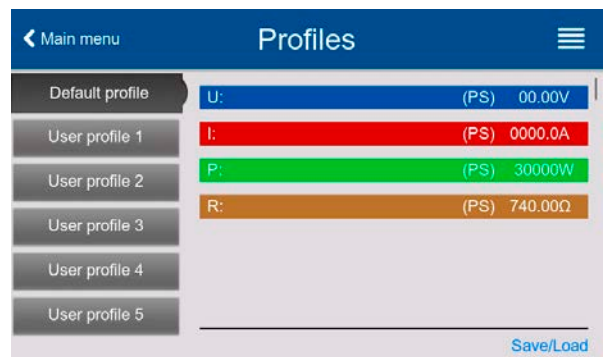 Main menu
Profiles
Default profile
User profile 1
User profile 2
User profile 3
User profile 4
User profile 5
U: (PS) 00.00V
I: (PS) 0000.0A
P: (PS) 30000W
R: (PS) 740.00Ω
Save/Load